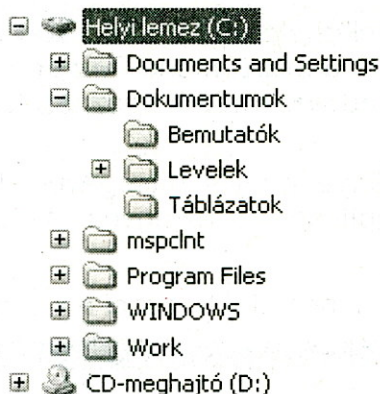 Helyi lemez (C:)
Documents and Settings
Dokumentumok
Bemutatók
Levelek
Táblázatok
mspclnt
Program Files
WINDOWS
Work
CD-meghajtó (D:)